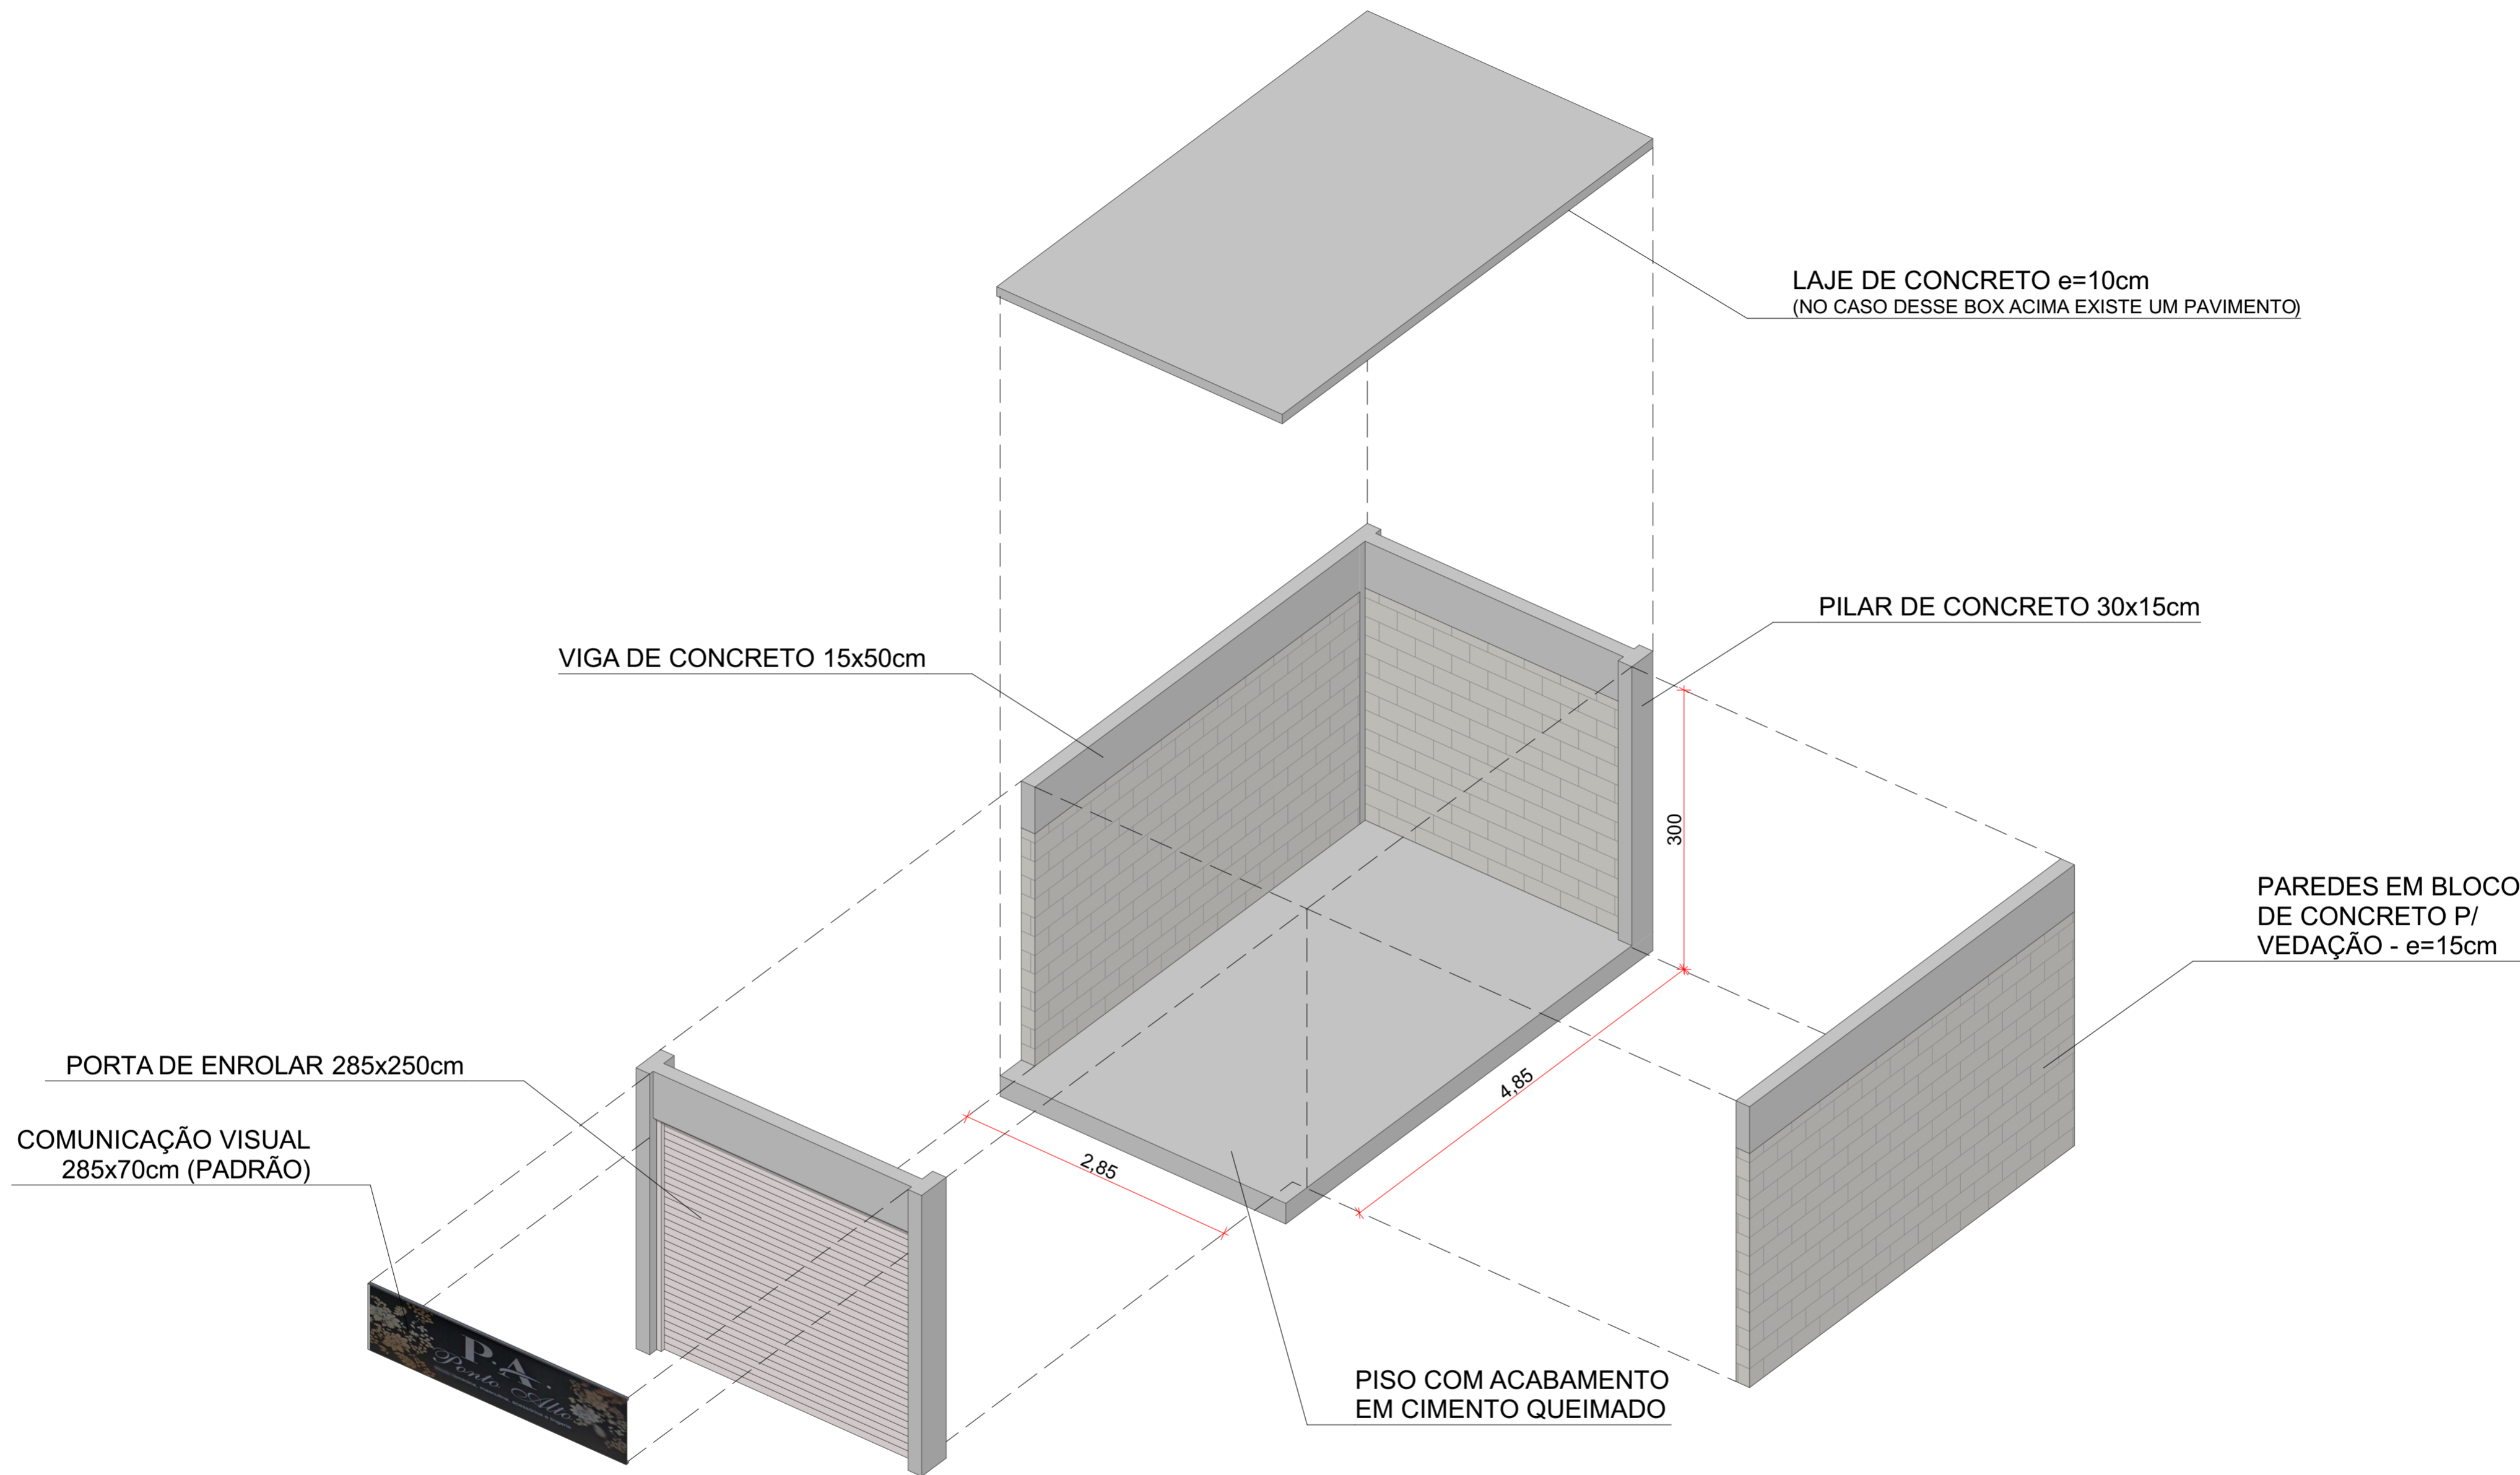 LAJE DE CONCRETO e=10cm
(NO CASO DESSE BOX ACIMA EXISTE UM PAVIMENTO)
PILAR DE CONCRETO 30x15cm
VIGA DE CONCRETO 15x50cm
300
PAREDES EM BLOCO
DE CONCRETO P/
VEDAÇÃO - e=15cm
4,85
PORTA DE ENROLAR 285x250cm
COMUNICAÇÃO VISUAL
285x70cm (PADRÃO)
2,85
P.A.
Ponto Alto
PISO COM ACABAMENTO
EM CIMENTO QUEIMADO